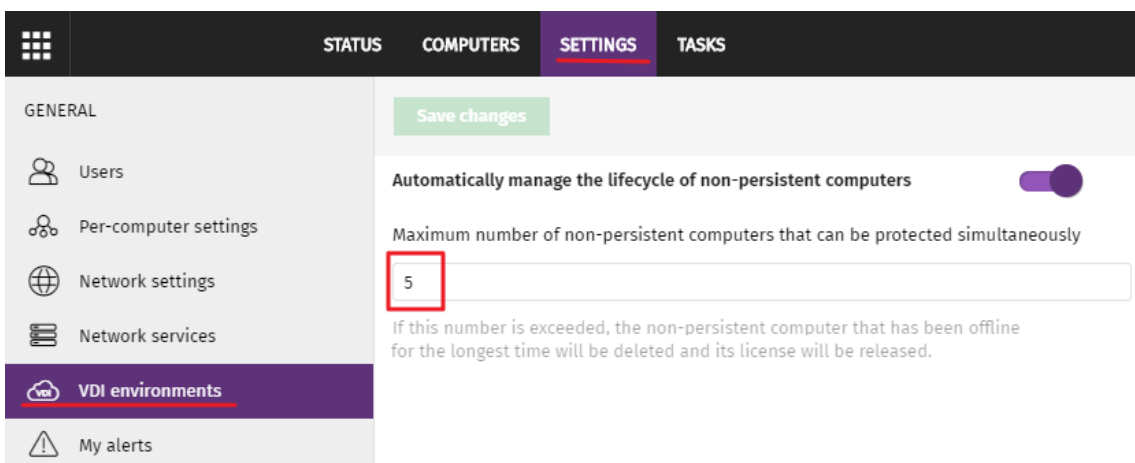 STATUS COMPUTERS SETTINGS TASKS
GENERAL
Users
Per-computer settings
Network settings
Network services
VDI VDI environments
My alerts
Save changes
Automatically manage the lifecycle of non-persistent computers
Maximum number of non-persistent computers that can be protected simultaneously
5
If this number is exceeded, the non-persistent computer that has been offline
for the longest time will be deleted and its license will be released.